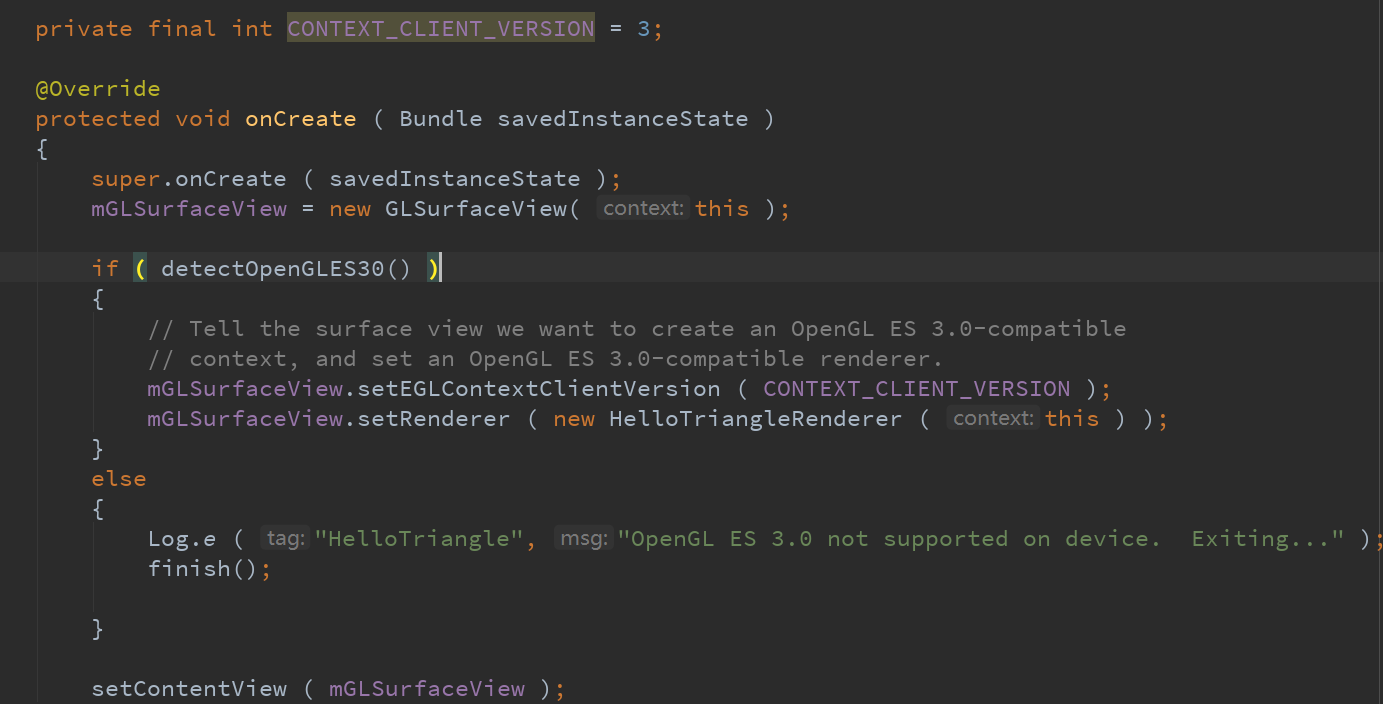 private final int CONTEXT_CLIENT_VERSION = 3;
@Override
protected void onCreate ( Bundle savedInstanceState )
{
super.onCreate ( savedInstanceState );
mGLSurfaceView = new GLSurfaceView( context: this );
if ( detectOpenGLES30() )
{
// Tell the surface view we want to create an OpenGL ES 3.0-compatible
// context, and set an OpenGL ES 3.0-compatible renderer.
mGLSurfaceView.setEGLContextClientVersion ( CONTEXT_CLIENT_VERSION );
mGLSurfaceView.setRenderer ( new HelloTriangleRenderer ( context: this ) );
}
else
{
Log.e ( tag: "HelloTriangle", msg: "OpenGL ES 3.0 not supported on device.  Exiting..." );
finish();
}
setContentView ( mGLSurfaceView );